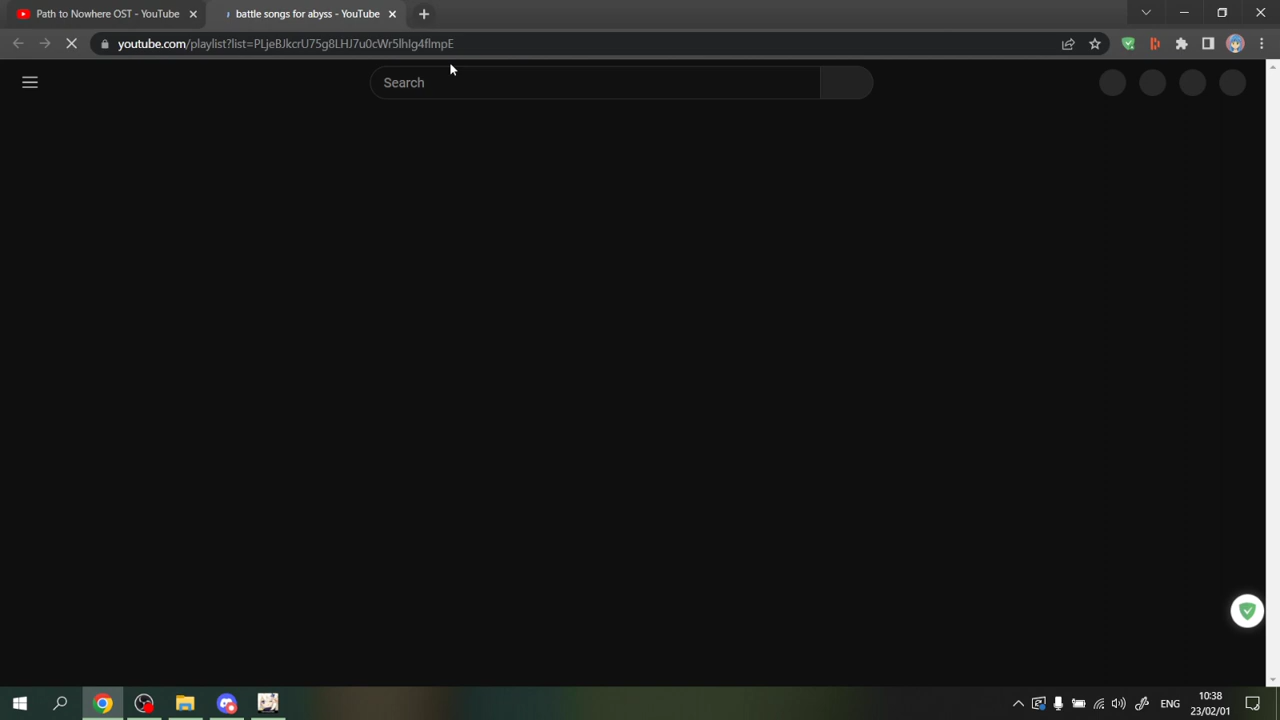 Path to Nowhere OST - YouTube
battle songs for abyss - YouTube
youtube.com/playlist?list=PLjeBJkcrU75g8LHJ7u0cWr5lhIg4flmpE
Search
ENG
10:38
23/02/01